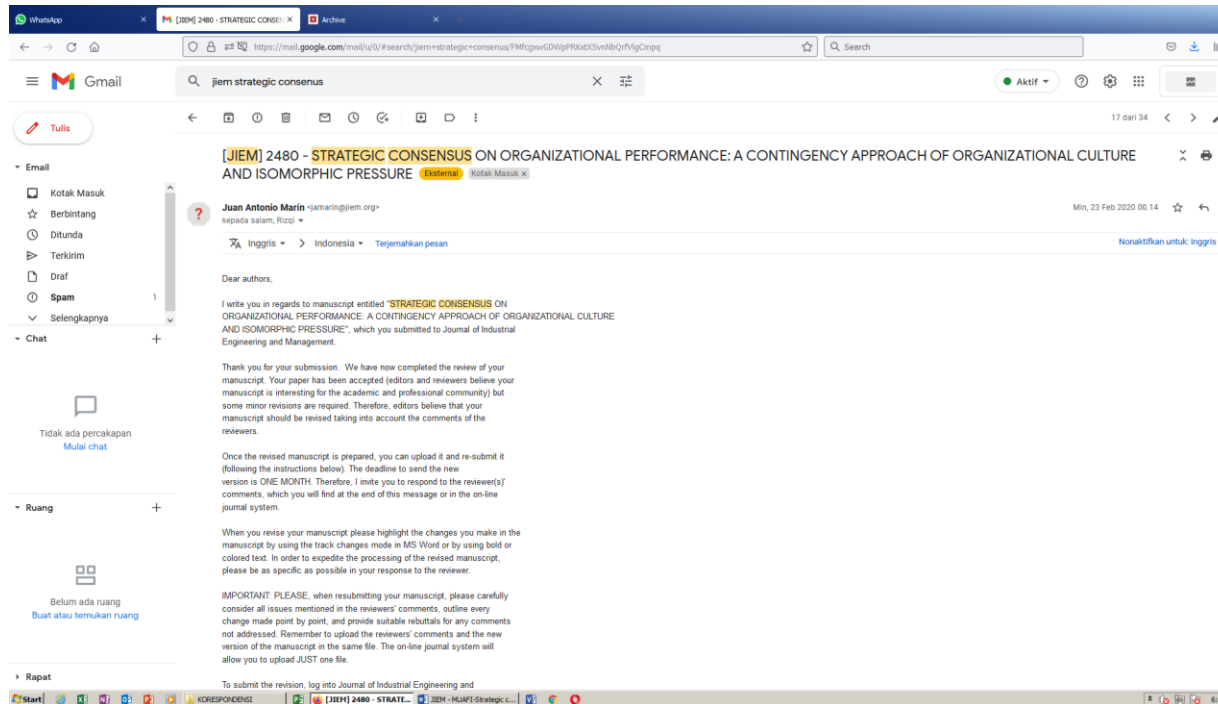 WhatsApp
[JIEM] 2480 - STRATEGIC CONSEN
Archive
https://mail.google.com/mail/u/0/#search/jiem+strategic+consenus/FMfcgxwGDWpPRXxtXSvnNbQrfVlgCmpq
Search
Gmail
jiem strategic consenus
Aktif
Tulis
17 dari 34
Email
Kotak Masuk
Berbintang
Ditunda
Terkirim
Draf
Spam 1
Selengkapnya
Chat
Tidak ada percakapan
Mulai chat
Ruang
Belum ada ruang
Buat atau temukan ruang
Rapat
[JIEM] 2480 - STRATEGIC CONSENSUS ON ORGANIZATIONAL PERFORMANCE: A CONTINGENCY APPROACH OF ORGANIZATIONAL CULTURE
AND ISOMORPHIC PRESSURE Eksternal Kotak Masuk x
Juan Antonio Marin <jamarin@jiem.org>
Min, 23 Feb 2020 00.14
kepada salam, Rizqi
Inggris > Indonesia Terjemahkan pesan
Nonaktifkan untuk: Inggris
Dear authors,
I write you in regards to manuscript entitled "STRATEGIC CONSENSUS ON
ORGANIZATIONAL PERFORMANCE: A CONTINGENCY APPROACH OF ORGANIZATIONAL CULTURE
AND ISOMORPHIC PRESSURE", which you submitted to Journal of Industrial
Engineering and Management.
Thank you for your submission. We have now completed the review of your
manuscript. Your paper has been accepted (editors and reviewers believe your
manuscript is interesting for the academic and professional community) but
some minor revisions are required. Therefore, editors believe that your
manuscript should be revised taking into account the comments of the
reviewers.
Once the revised manuscript is prepared, you can upload it and re-submit it
(following the instructions below). The deadline to send the new
version is ONE MONTH. Therefore, I invite you to respond to the reviewer(s)'
comments, which you will find at the end of this message or in the on-line
journal system.
When you revise your manuscript please highlight the changes you make in the
manuscript by using the track changes mode in MS Word or by using bold or
colored text. In order to expedite the processing of the revised manuscript,
please be as specific as possible in your response to the reviewer.
IMPORTANT: PLEASE, when resubmitting your manuscript, please carefully
consider all issues mentioned in the reviewers' comments, outline every
change made point by point, and provide suitable rebuttals for any comments
not addressed. Remember to upload the reviewers' comments and the new
version of the manuscript in the same file. The on-line journal system will
allow you to upload JUST one file.
To submit the revision, log into Journal of Industrial Engineering and
Start
KORESPONDENSI
[JIEM] 2480 - STRATE...
JIEM -MUAFI-Strategic c...